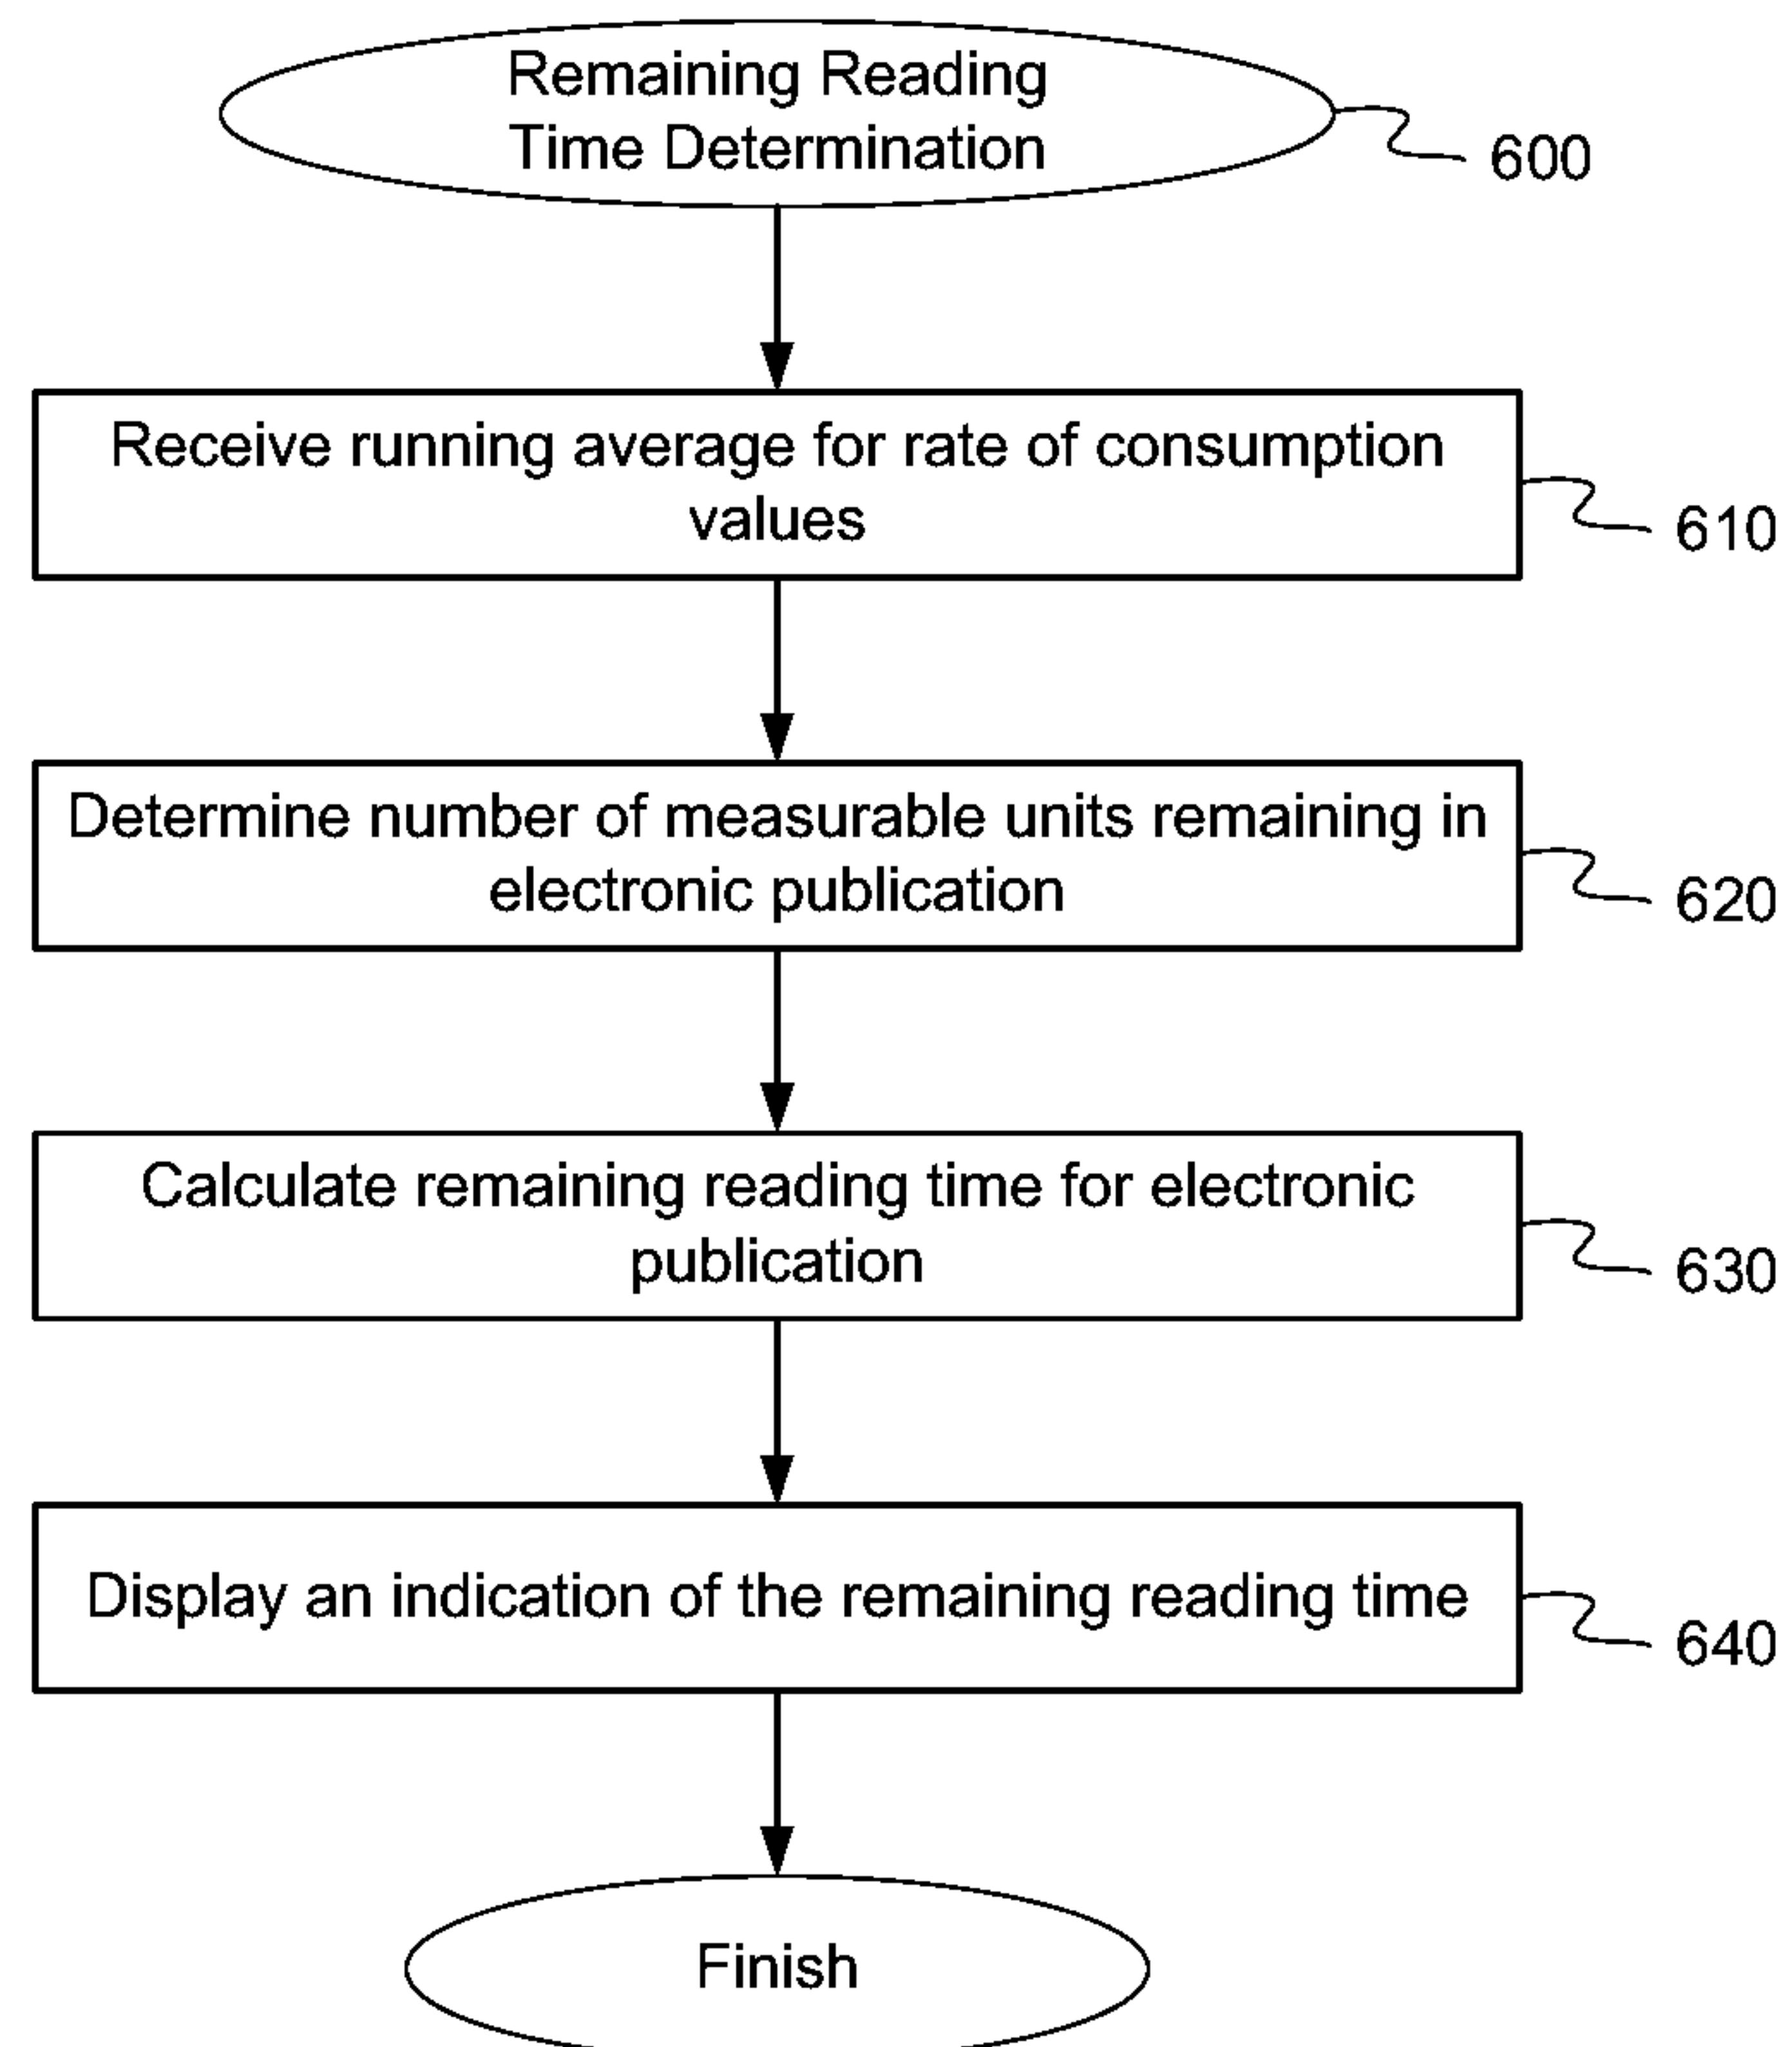 Remaining Reading
Time Determination
600
Receive running average for rate of consumption
values
610
Determine number of measurable units remaining in
electronic publication
620
Calculate remaining reading time for electronic
publication
630
Display an indication of the remaining reading time
640
Finish